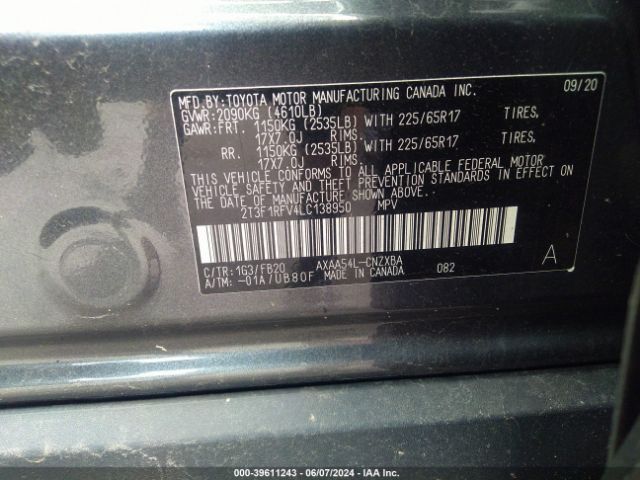 MFD.BY:TOYOTA MOTOR MANUFACTURING CANADA INC. 09/20
GVWR:2090KG (4610LB)
GAWR:FRT. 1150KG (2535LB) WITH 225/65R17 TIRES.
17X7.0J RIMS.
RR. 1150KG (2535LB) WITH 225/65R17 TIRES.
17X7.0J RIMS.
THIS VEHICLE CONFORMS TO ALL APPLICABLE FEDERAL MOTOR
VEHICLE SAFETY AND THEFT PREVENTION STANDARDS IN EFFECT ON
THE DATE OF MANUFACTURE SHOWN ABOVE.
2T3F1RFV4LC138950 MPV
C/TR:1G3/FB20 AXAA54L-CNZXBA A
A/TM:-01A/UB80F MADE IN CANADA 082
000-39611243 - 06/07/2024 - IAA Inc.